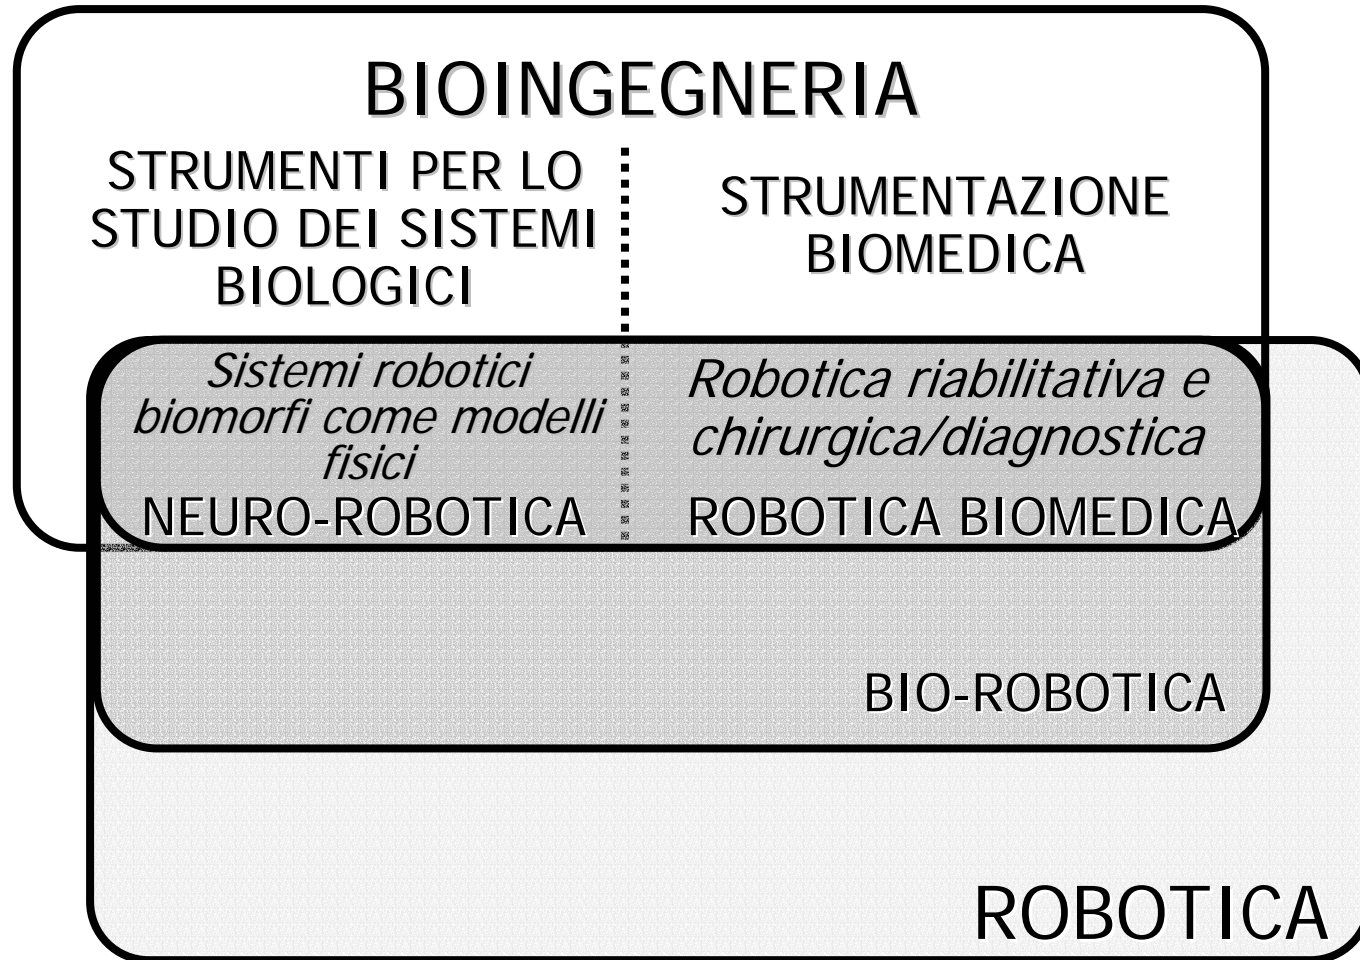 BIOINGEGNERIA
STRUMENTI PER LO
STUDIO DEI SISTEMI
BIOLOGICI
STRUMENTAZIONE
BIOMEDICA
Sistemi robotici
biomorfi come modelli
fisici
NEURO-ROBOTICA
Robotica riabilitativa e
chirurgica/diagnostica
ROBOTICA BIOMEDICA
BIO-ROBOTICA
ROBOTICA